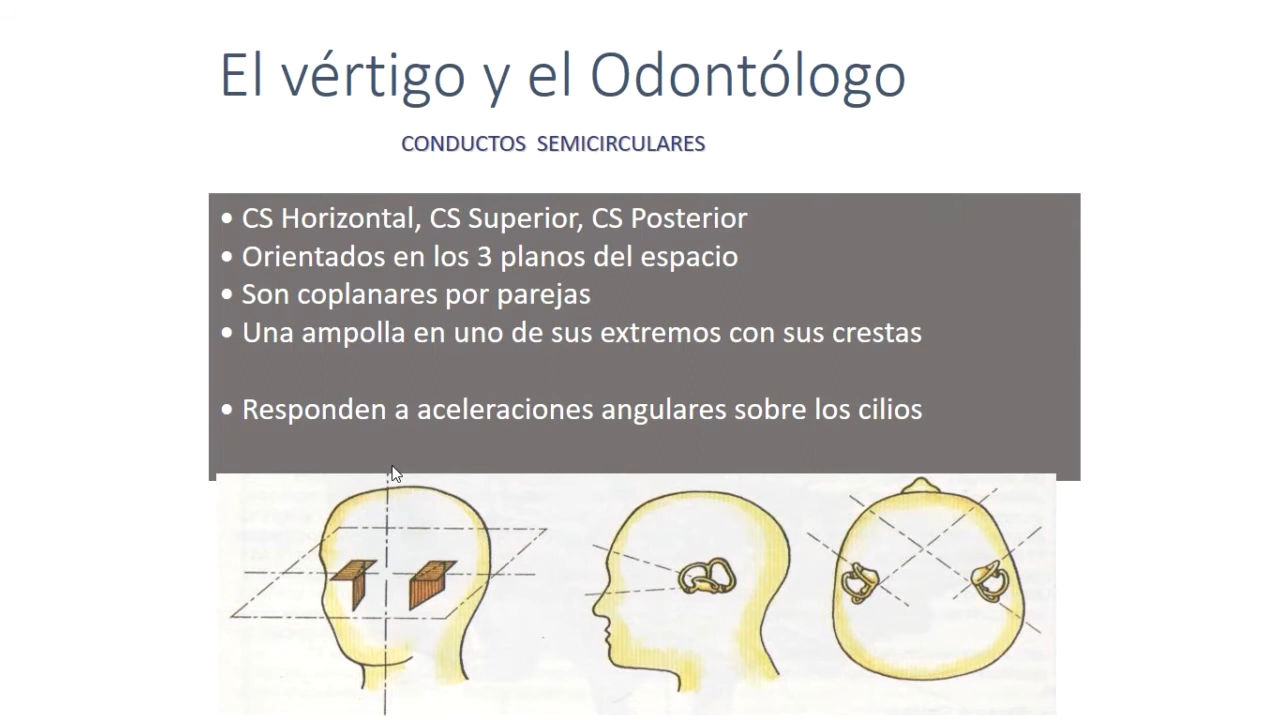 El vértigo y el Odontólogo
CONDUCTOS SEMICIRCULARES
• CS Horizontal, CS Superior, CS Posterior
• Orientados en los 3 planos del espacio
• Son coplanares por parejas
• Una ampolla en uno de sus extremos con sus crestas
• Responden a aceleraciones angulares sobre los cilios